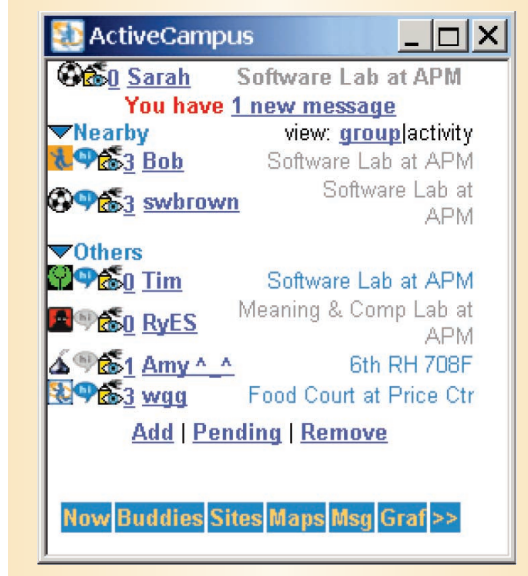 ActiveCampus
0 Sarah Software Lab at APM
You have 1 new message
Nearby view: group|activity
3 Bob Software Lab at APM
3 swbrown Software Lab at
APM
Others
0 Tim Software Lab at APM
0 RyES Meaning & Comp Lab at
APM
1 Amy ^_^ 6th RH 708F
3 wgg Food Court at Price Ctr
Add | Pending | Remove
Now Buddies Sites Maps Msg Graf >>